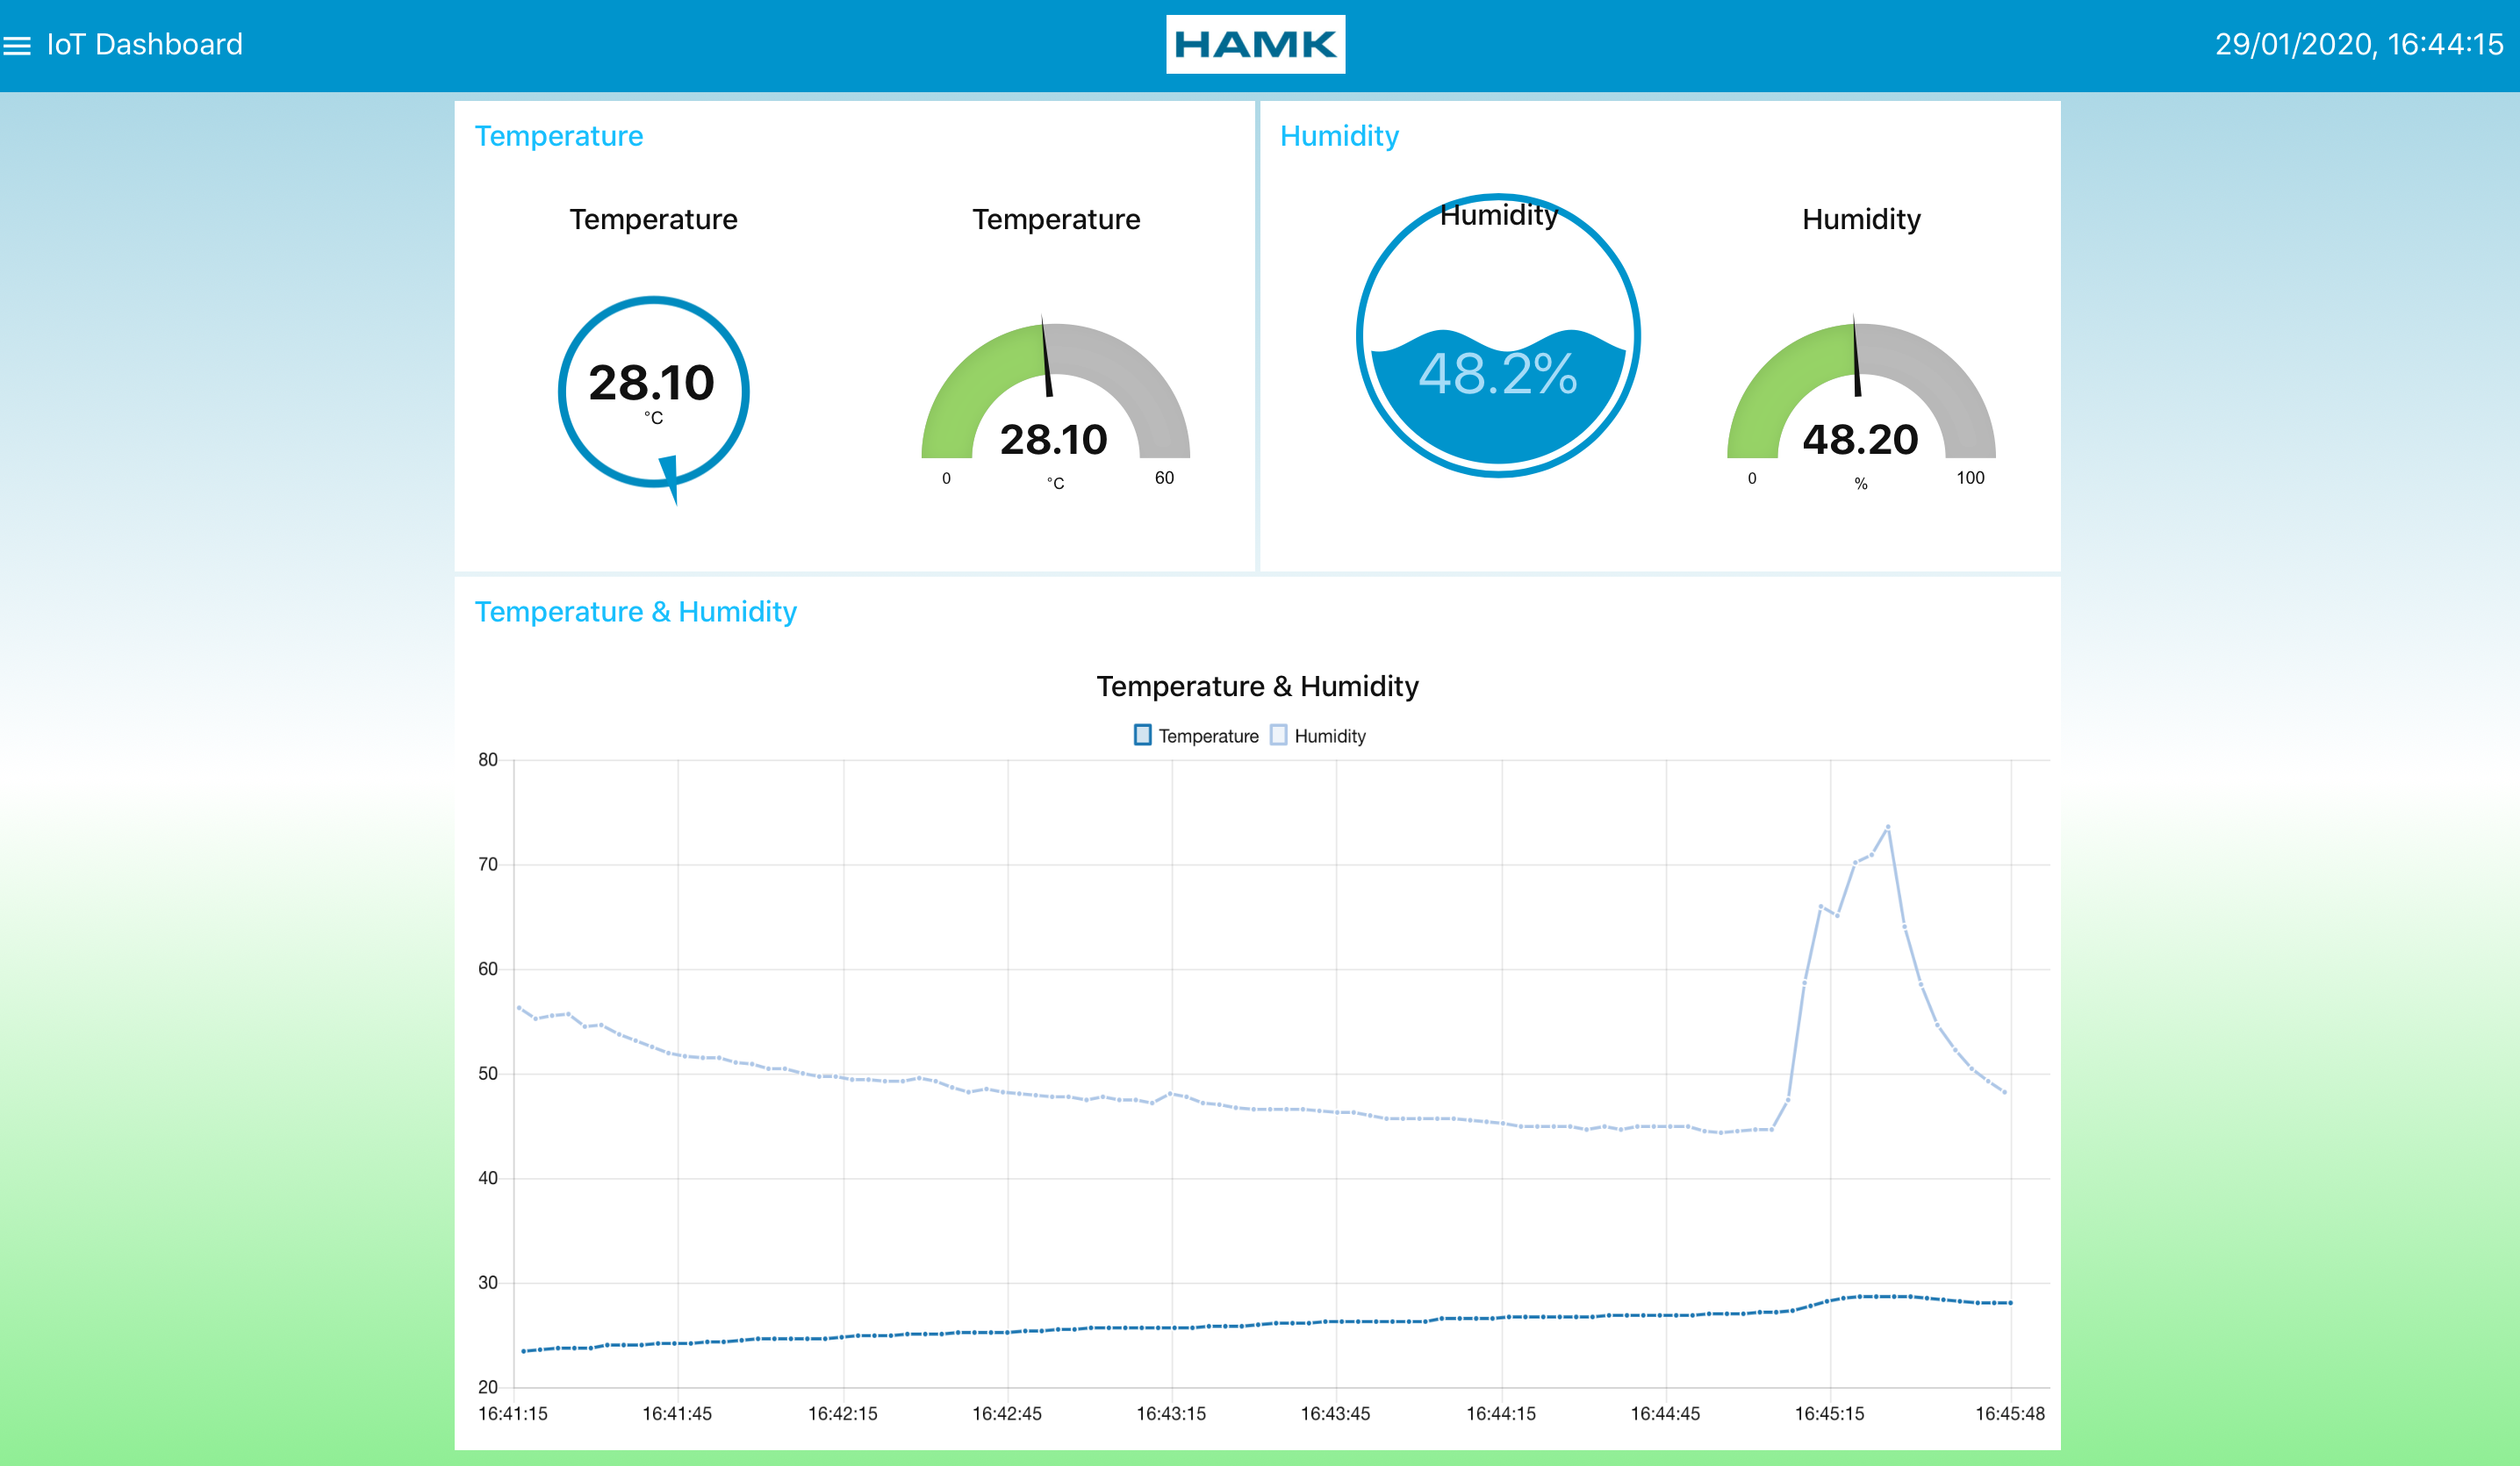 IoT Dashboard
HAMK
29/01/2020, 16:44:15
Temperature
Temperature
28.10
°C
Temperature
28.10
0
°C
60
Humidity
Humidity
48.2%
Humidity
48.20
0
%
100
Temperature & Humidity
Temperature & Humidity
Temperature Humidity
80
70
60
50
40
30
20
16:41:15 16:41:45 16:42:15 16:42:45 16:43:15 16:43:45 16:44:15 16:44:45 16:45:15 16:45:48